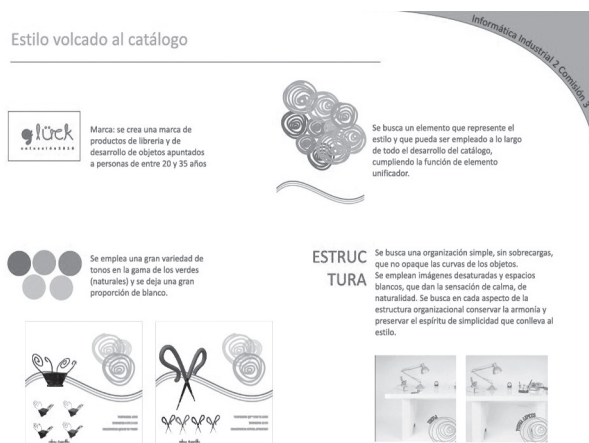 Estilo volcado al catálogo
Informática Industrial 2 Comisión 3
glück
Marca: se crea una marca de
productos de libreria y de
desarrollo de objetos apuntados
a personas de entre 20 y 35 años
Se busca un elemento que represente el
estilo y que pueda ser empleado a lo largo
de todo el desarrollo del catálogo,
cumpliendo la función de elemento
unificador.
Se emplea una gran variedad de
tonos en la gama de los verdes
(naturales) y se deja una gran
proporción de blanco.
ESTRUC
TURA
Se busca una organización simple, sin sobrecargas,
que no opaque las curvas de los objetos.
Se emplean imágenes desaturadas y espacios
blancos, que dan la sensación de calma, de
naturalidad. Se busca en cada aspecto de la
estructura organizacional conservar la armonía y
preservar el espíritu de simplicidad que conlleva al
estilo.